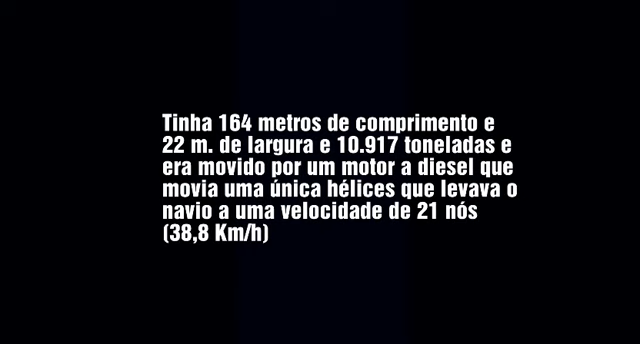 Tinha 164 metros de comprimento e
22 m. de largura e 10.917 toneladas e
era movido por um motor a diesel que
movia uma única hélices que levava o
navio a uma velocidade de 21 nós
(38,8 Km/h)